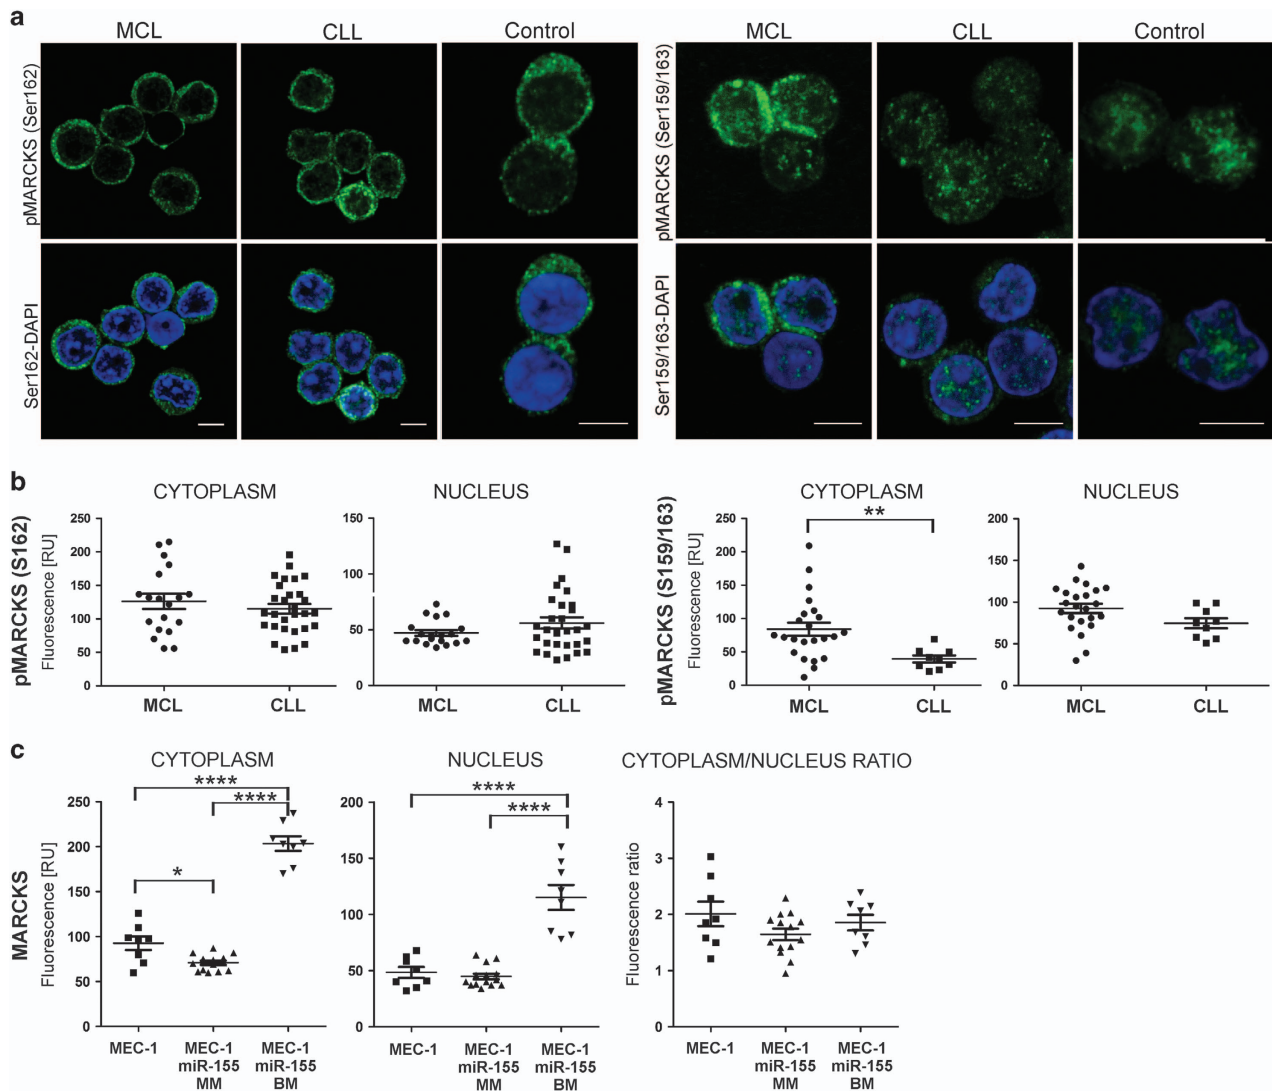 a
MCL CLL Control MCL CLL Control
pMARCKS (Ser162)
Ser162-DAPI
pMARCKS (Ser159/163)
Ser159/163-DAPI
b
CYTOPLASM NUCLEUS CYTOPLASM NUCLEUS
pMARCKS (S162)
Fluorescence [RU]
250
200
150
100
50
0
MCL CLL
150
100
50
0
MCL CLL
pMARCKS (S159/163)
Fluorescence [RU]
250
200
150
100
50
0
**
MCL CLL
200
150
100
50
0
MCL CLL
c
CYTOPLASM NUCLEUS CYTOPLASM/NUCLEUS RATIO
MARCKS
Fluorescence [RU]
250
200
150
100
50
0
****
****
*
MEC-1
MEC-1
miR-155
MM
MEC-1
miR-155
BM
200
150
100
50
0
****
****
MEC-1
MEC-1
miR-155
MM
MEC-1
miR-155
BM
Fluorescence ratio
4
3
2
1
0
MEC-1
MEC-1
miR-155
MM
MEC-1
miR-155
BM